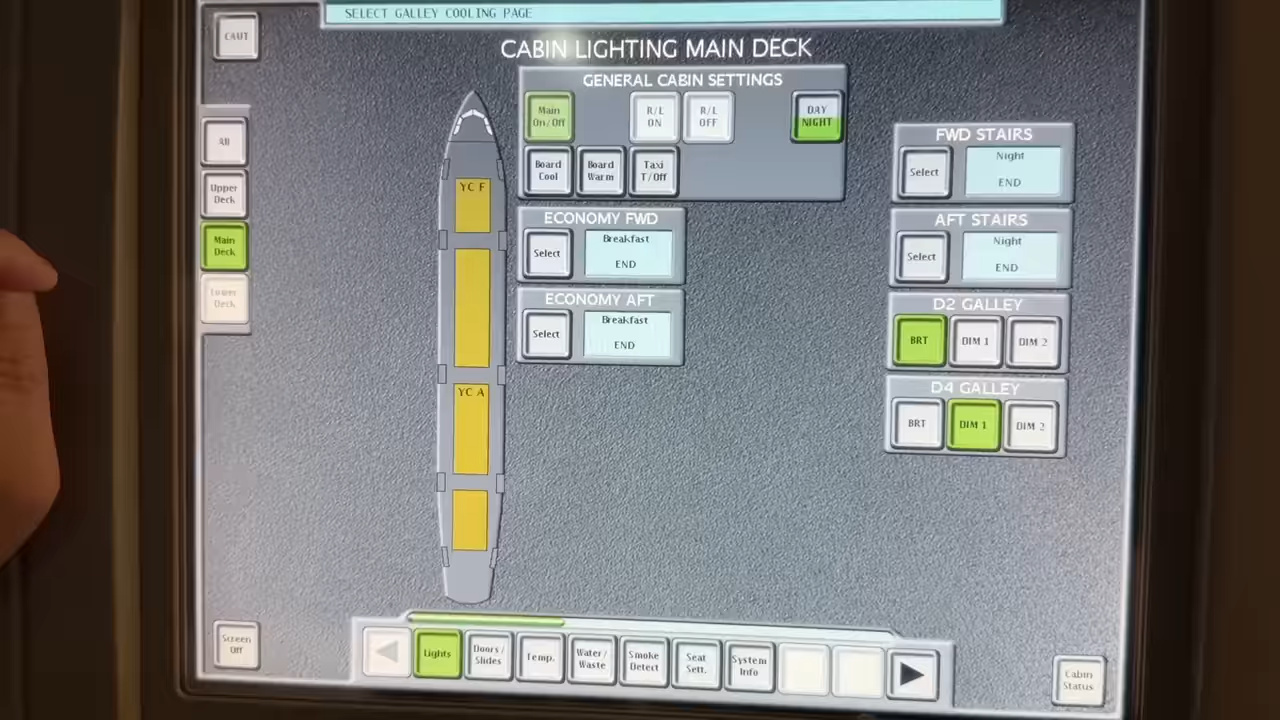 SELECT GALLEY COOLING PAGE
CAUT
CABIN LIGHTING MAIN DECK
GENERAL CABIN SETTINGS
Main
On/Off
R/L
ON
R/L
OFF
DAY
NIGHT
Board
Cool
Board
Warm
Taxi
T/Off
All
Upper
Deck
Main
Deck
Lower
Deck
YC F
YC A
ECONOMY FWD
Select
Breakfast
END
ECONOMY AFT
Select
Breakfast
END
FWD STAIRS
Select
Night
END
AFT STAIRS
Select
Night
END
D2 GALLEY
BRT
DIM 1
DIM 2
D4 GALLEY
BRT
DIM 1
DIM 2
Screen
Off
Lights
Doors/
Slides
Temp.
Water/
Waste
Smoke
Detect
Seat
Sett.
System
Info
Cabin
Status